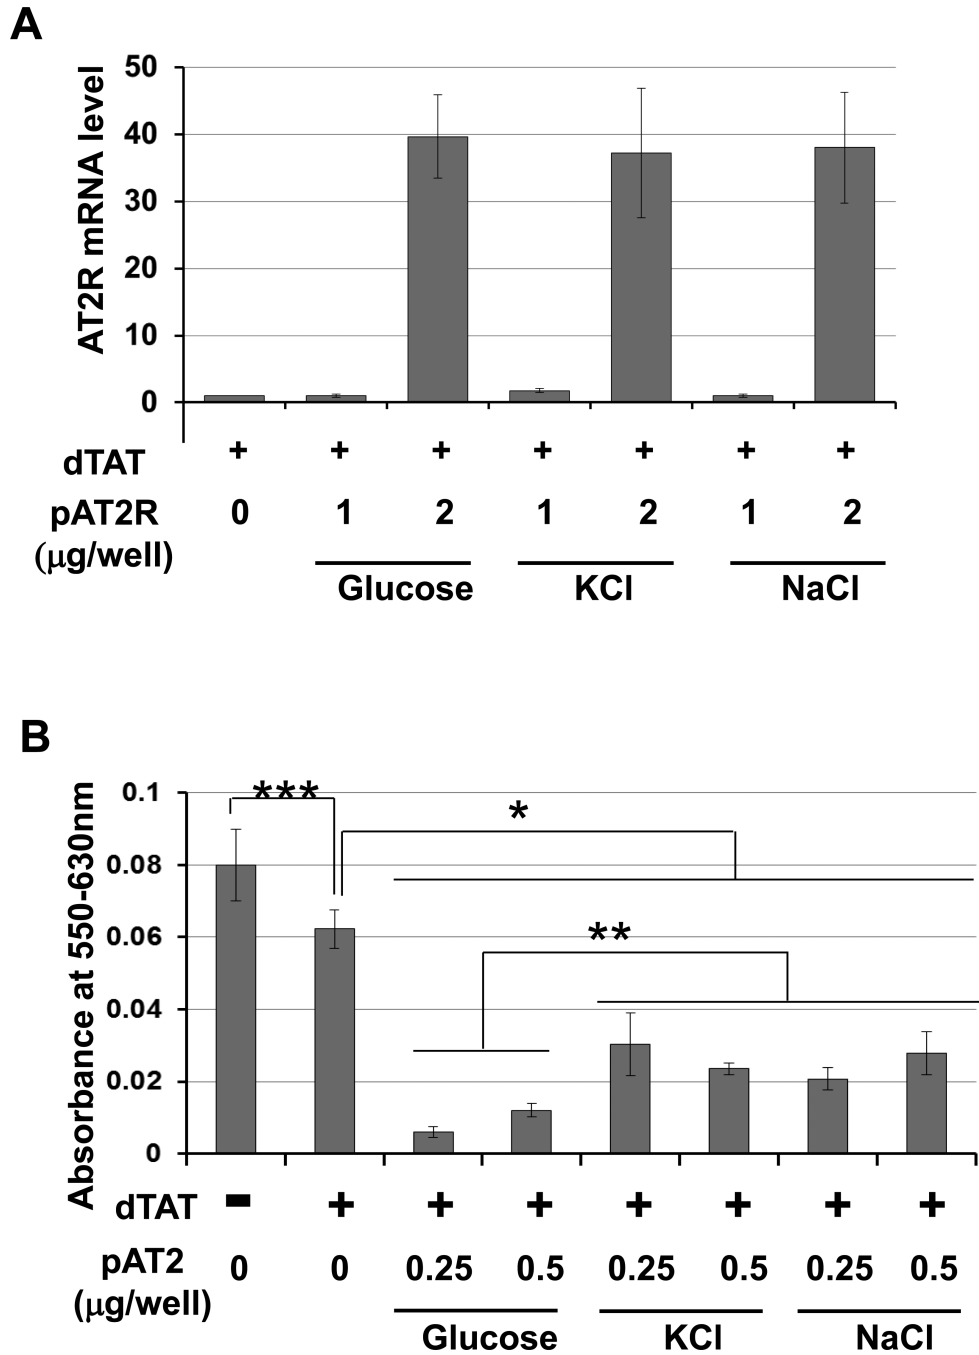 A
AT2R mRNA level
50
40
30
20
10
0
dTAT + + + + + + +
pAT2R 0 1 2 1 2 1 2
(μg/well)
Glucose KCl NaCl
B
Absorbance at 550-630nm
0.1
0.08
0.06
0.04
0.02
0
***
*
**
dTAT - + + + + + + +
pAT2 0 0 0.25 0.5 0.25 0.5 0.25 0.5
(μg/well)
Glucose KCl NaCl